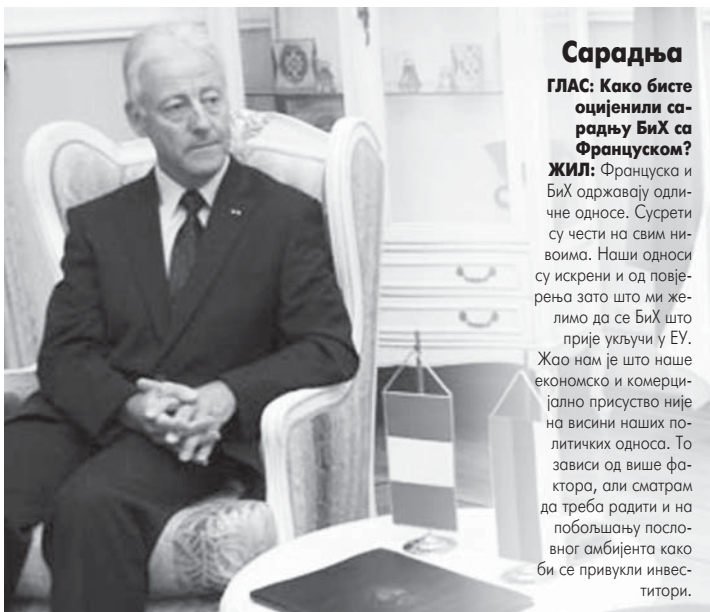 Сарадња
ГЛАС: Како бисте
оцијенили са-
радњу БиХ са
Француском?
ЖИЛ: Француска и
БиХ одржавају одли-
чне односе. Сусрети
су чести на свим ни-
воима. Наши односи
су искрени и од повје-
рења зато што ми же-
лимо да се БиХ што
прије укључи у ЕУ.
Жао нам је што наше
економско и комерци-
јално присуство није
на висини наших по-
литичких односа. То
зависи од више фа-
ктора, али сматрам
да треба радити и на
побољшању посло-
вног амбијента како
би се привукли инвес-
титори.